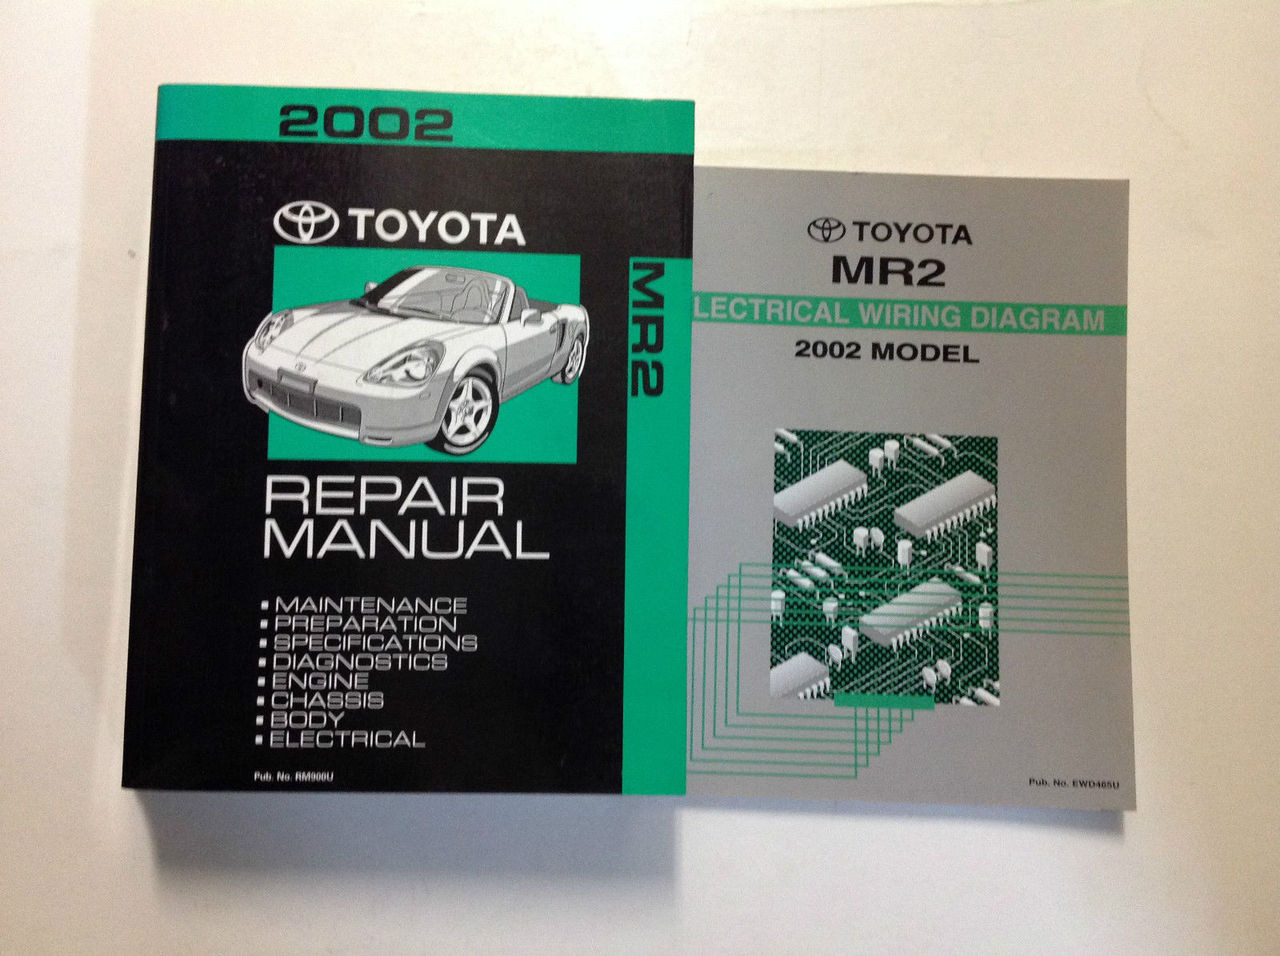 2002
TOYOTA
MR2
REPAIR
MANUAL
MAINTENANCE
PREPARATION
SPECIFICATIONS
DIAGNOSTICS
ENGINE
CHASSIS
BODY
ELECTRICAL
Pub. No. RM900U
TOYOTA
MR2
LECTRICAL WIRING DIAGRAM
2002 MODEL
Pub. No. EWD465U